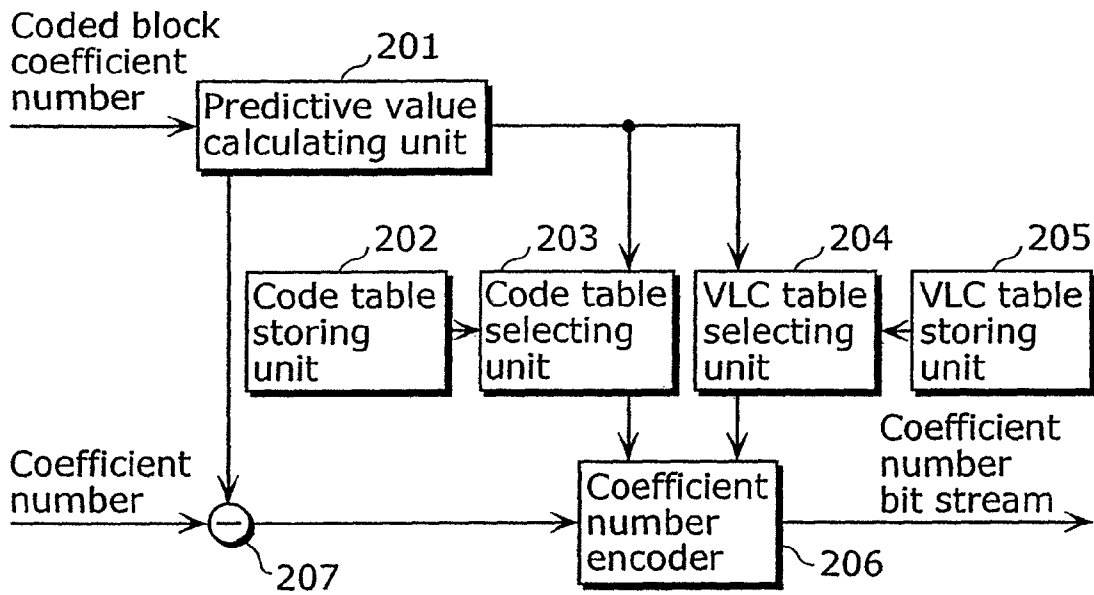 Coded block
coefficient
number
201
Predictive value
calculating unit
202
203
204
205
Code table
storing
unit
Code table
selecting
unit
VLC table
selecting
unit
VLC table
storing
unit
Coefficient
number
Coefficient
number
encoder
Coefficient
number
bit stream
207
206